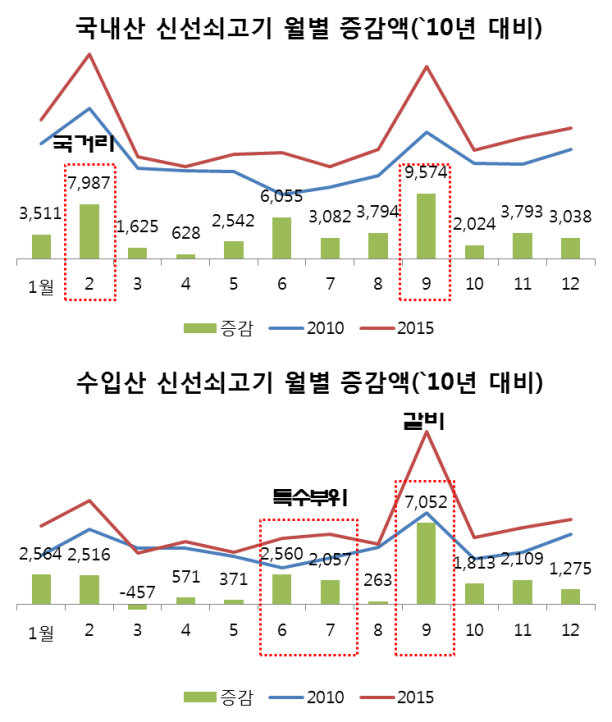 국내산 신선쇠고기 월별 증감액(`10년 대비)
국거리
3,511 7,987 1,625 628 2,542 6,055 3,082 3,794 9,574 2,024 3,793 3,038
1월 2 3 4 5 6 7 8 9 10 11 12
증감 2010 2015
수입산 신선쇠고기 월별 증감액(`10년 대비)
갈비
특수부위
2,564 2,516 -457 571 371 2,560 2,057 263 7,052 1,813 2,109 1,275
1월 2 3 4 5 6 7 8 9 10 11 12
증감 2010 2015